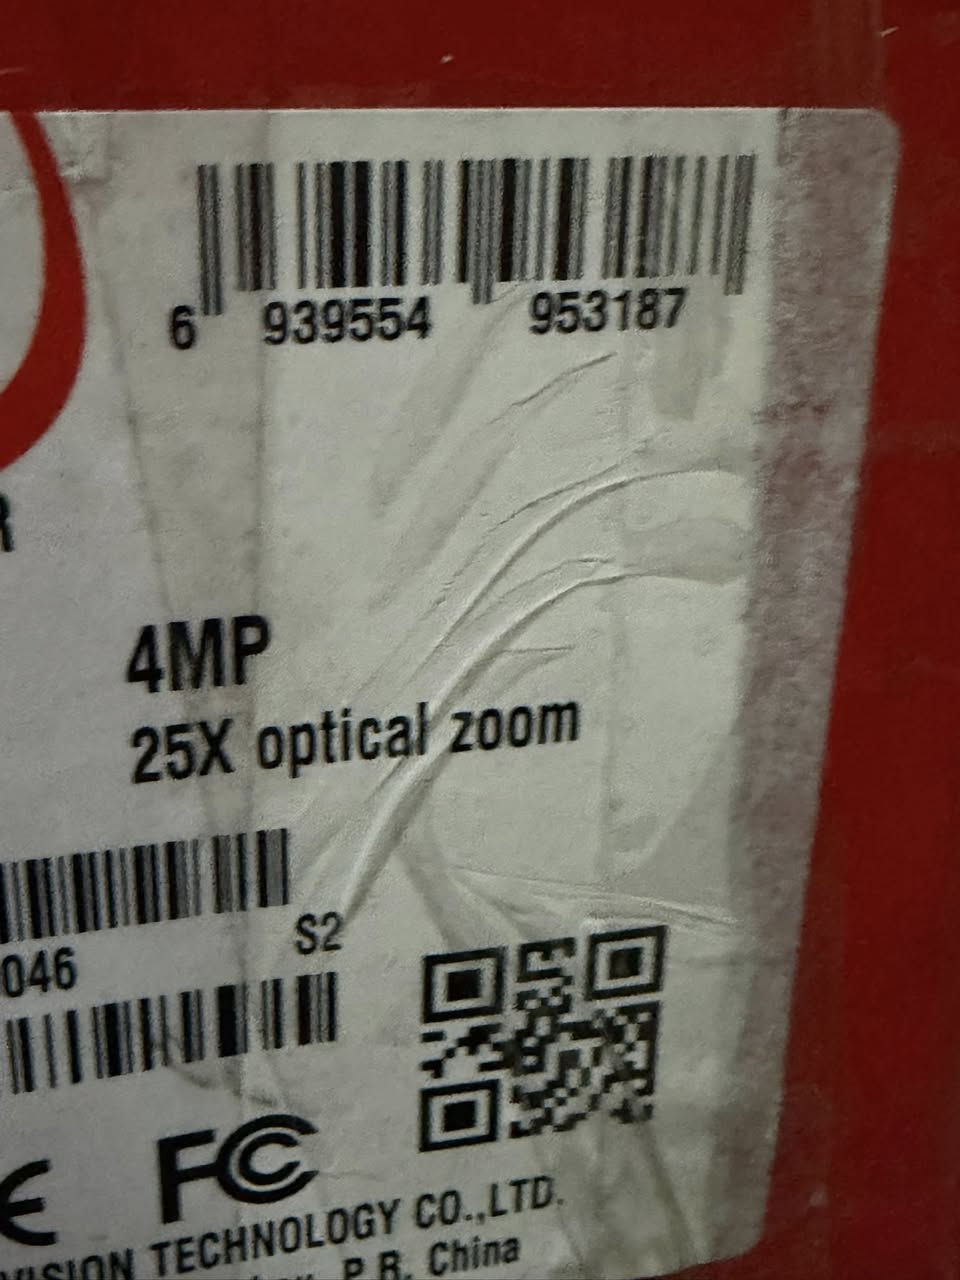 6 939554 953187
R
4MP
25X optical zoom
S2
046
FC
VISION TECHNOLOGY CO.,LTD.
P.R. China